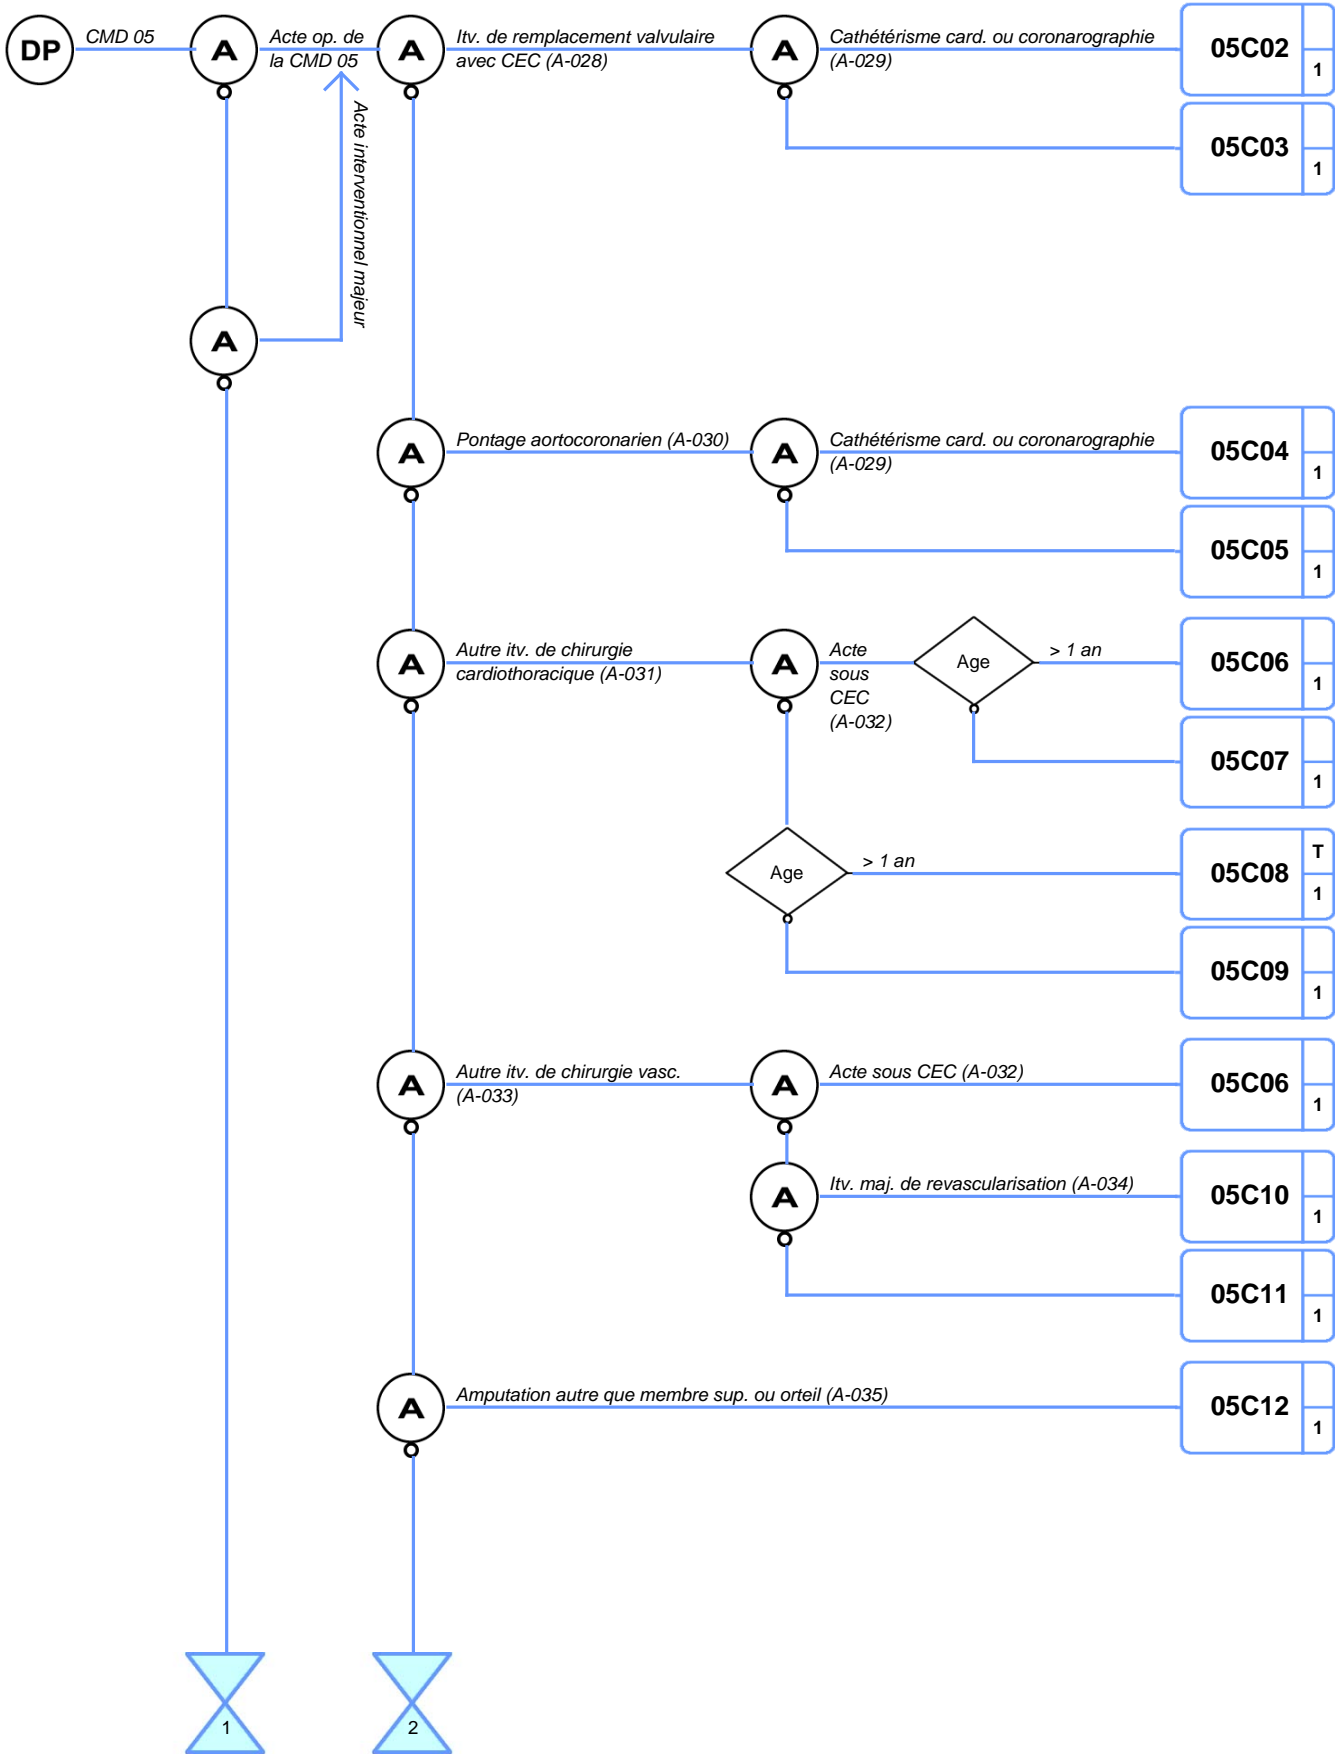 DP
CMD 05
A
Acte op. de
la CMD 05
A
Itv. de remplacement valvulaire
avec CEC (A-028)
A
Cathétérisme card. ou coronarographie
(A-029)
05C02
1
05C03
1
Acte interventionnel majeur
A
A
Pontage aortocoronarien (A-030)
A
Cathétérisme card. ou coronarographie
(A-029)
05C04
1
05C05
1
A
Autre itv. de chirurgie
cardiothoracique (A-031)
A
Acte
sous
CEC
(A-032)
Age
> 1 an
05C06
1
05C07
1
Age
> 1 an
05C08
T
1
05C09
1
A
Autre itv. de chirurgie vasc.
(A-033)
A
Acte sous CEC (A-032)
05C06
1
A
Itv. maj. de revascularisation (A-034)
05C10
1
05C11
1
A
Amputation autre que membre sup. ou orteil (A-035)
05C12
1
1
2